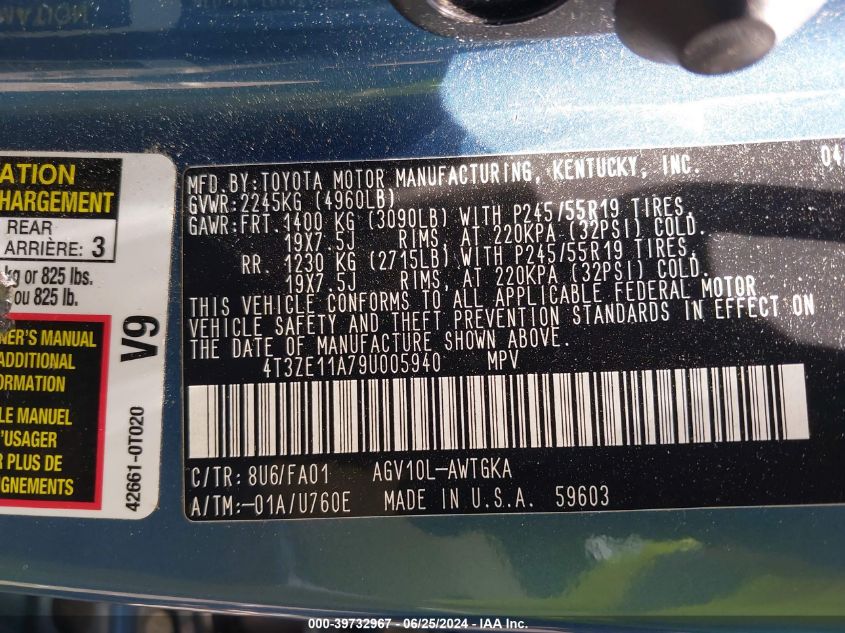 MFD.BY:TOYOTA MOTOR MANUFACTURING, KENTUCKY, INC. 04
GVWR:2245KG (4960LB)
GAWR:FRT. 1400 KG (3090LB) WITH P245/55R19 TIRES,
19X7.5J RIMS, AT 220KPA (32PSI) COLD.
RR. 1230 KG (2715LB) WITH P245/55R19 TIRES,
19X7.5J RIMS, AT 220KPA (32PSI) COLD.
THIS VEHICLE CONFORMS TO ALL APPLICABLE FEDERAL MOTOR
VEHICLE SAFETY AND THEFT PREVENTION STANDARDS IN EFFECT ON
THE DATE OF MANUFACTURE SHOWN ABOVE.
4T3ZE11A79U005940 MPV
C/TR: 8U6/FA01 AGV10L-AWTGKA
A/TM:-01A/U760E MADE IN U.S.A. 59603
ATION
HARGEMENT
REAR
ARRIÈRE: 3
kg or 825 lbs.
ou 825 lb.
NER'S MANUAL
ADDITIONAL
FORMATION
LE MANUEL
'USAGER
R PLUS DE
IGNEMENTS
V9
42661-0T020
000-39732967 - 06/25/2024 - IAA Inc.